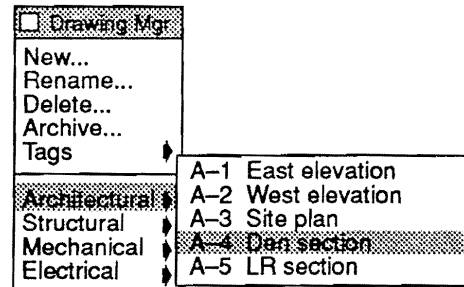 Drawing Mgr
New...
Rename...
Delete...
Archive...
Tags
Architectural
Structural
Mechanical
Electrical
A–1 East elevation
A–2 West elevation
A–3 Site plan
A–4 Den section
A–5 LR section